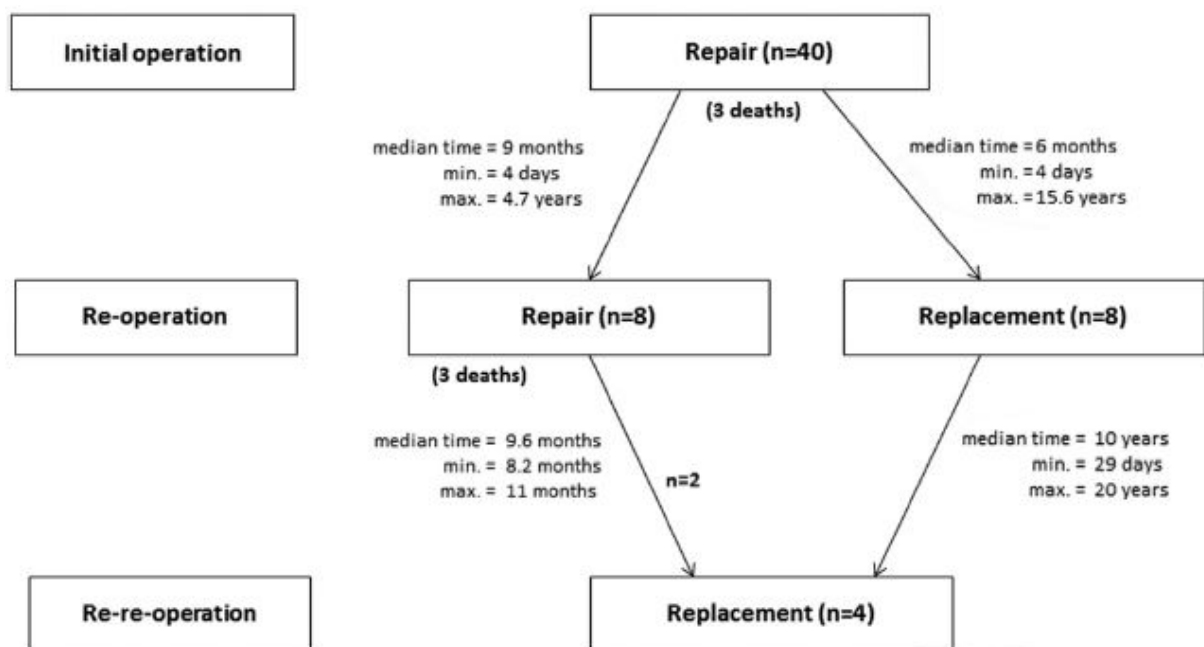 Initial operation
Repair (n=40)
(3 deaths)
median time = 9 months
min. = 4 days
max. = 4.7 years
median time =6 months
min. =4 days
max. =15.6 years
Re-operation
Repair (n=8)
Replacement (n=8)
(3 deaths)
median time = 9.6 months
min. = 8.2 months
max. = 11 months
n=2
median time = 10 years
min. = 29 days
max. = 20 years
Re-re-operation
Replacement (n=4)